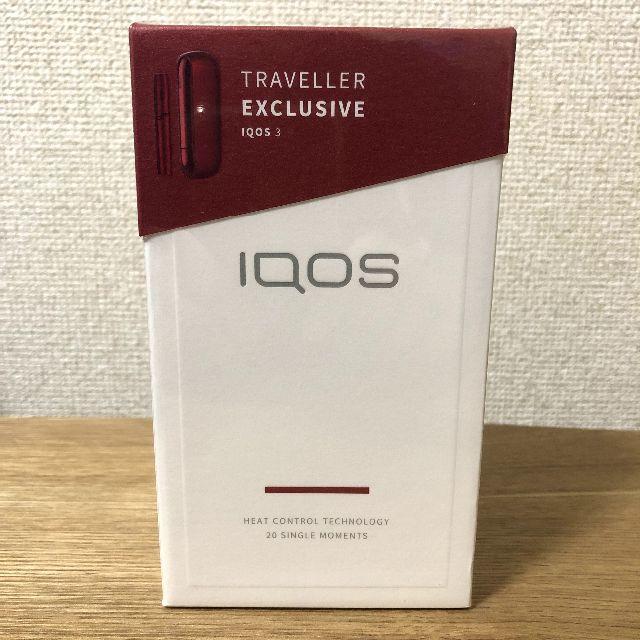 TRAVELLER
EXCLUSIVE
IQOS 3
IQOS
HEAT CONTROL TECHNOLOGY
20 SINGLE MOMENTS